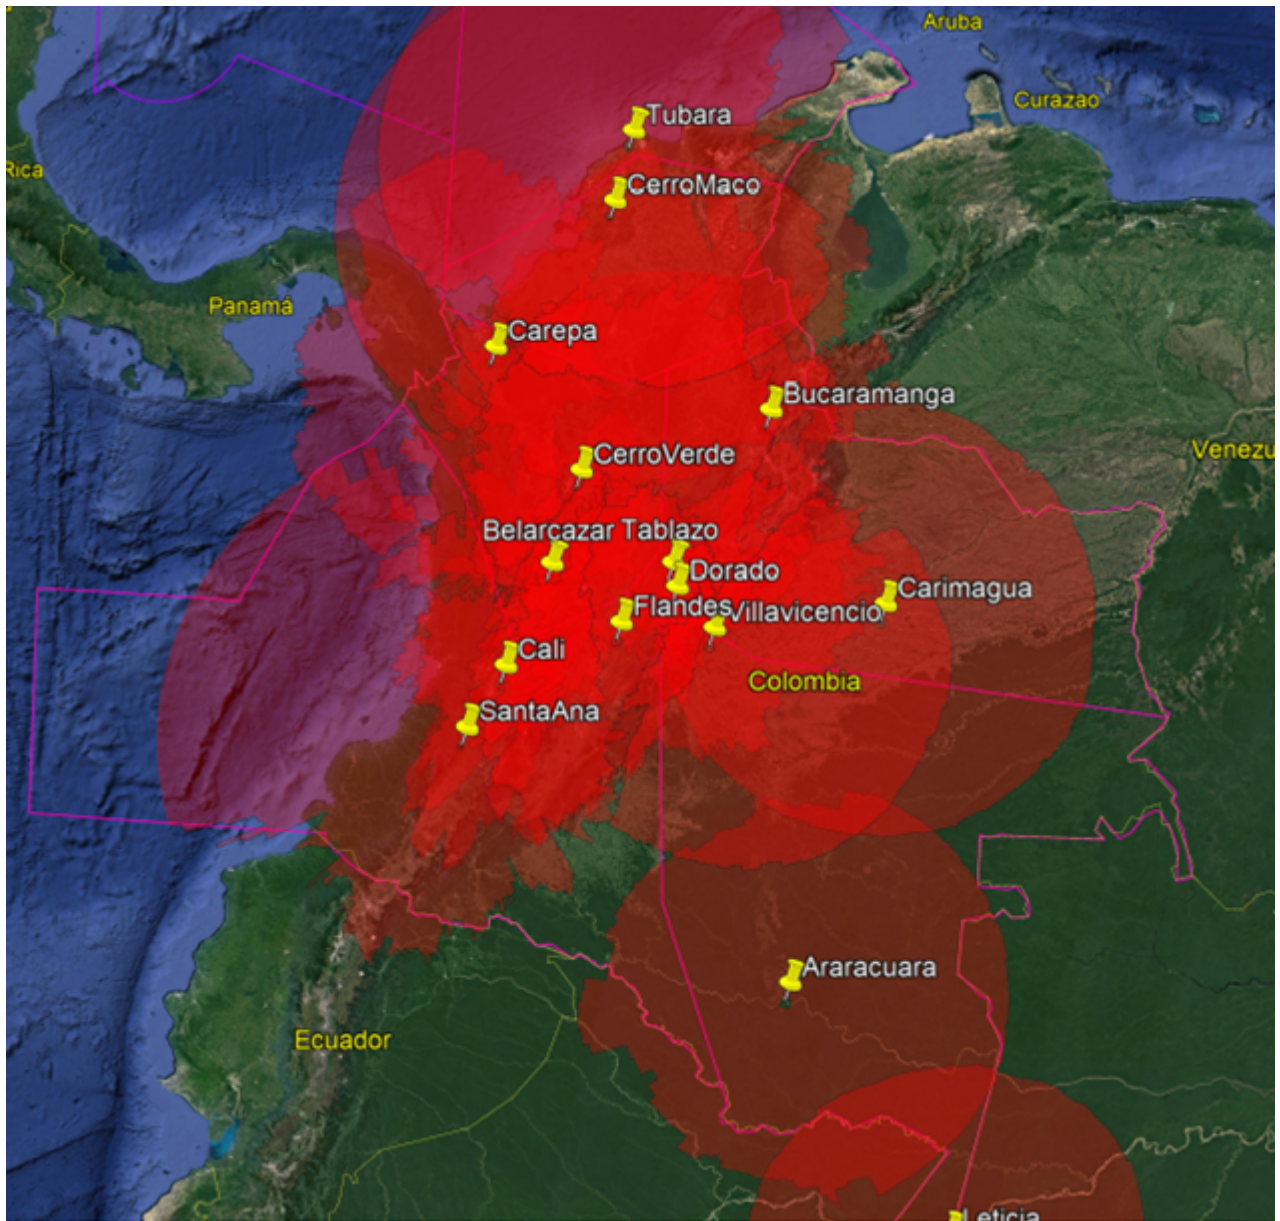 Aruba
Curazao
Tubara
Rica
CerroMaco
Panamá
Carepa
Bucaramanga
Venezu
CerroVerde
Belarcazar Tablazo
Dorado
Carimagua
Flandes
Villavicencio
Cali
Colombia
SantaAna
Araracuara
Ecuador
Leticia